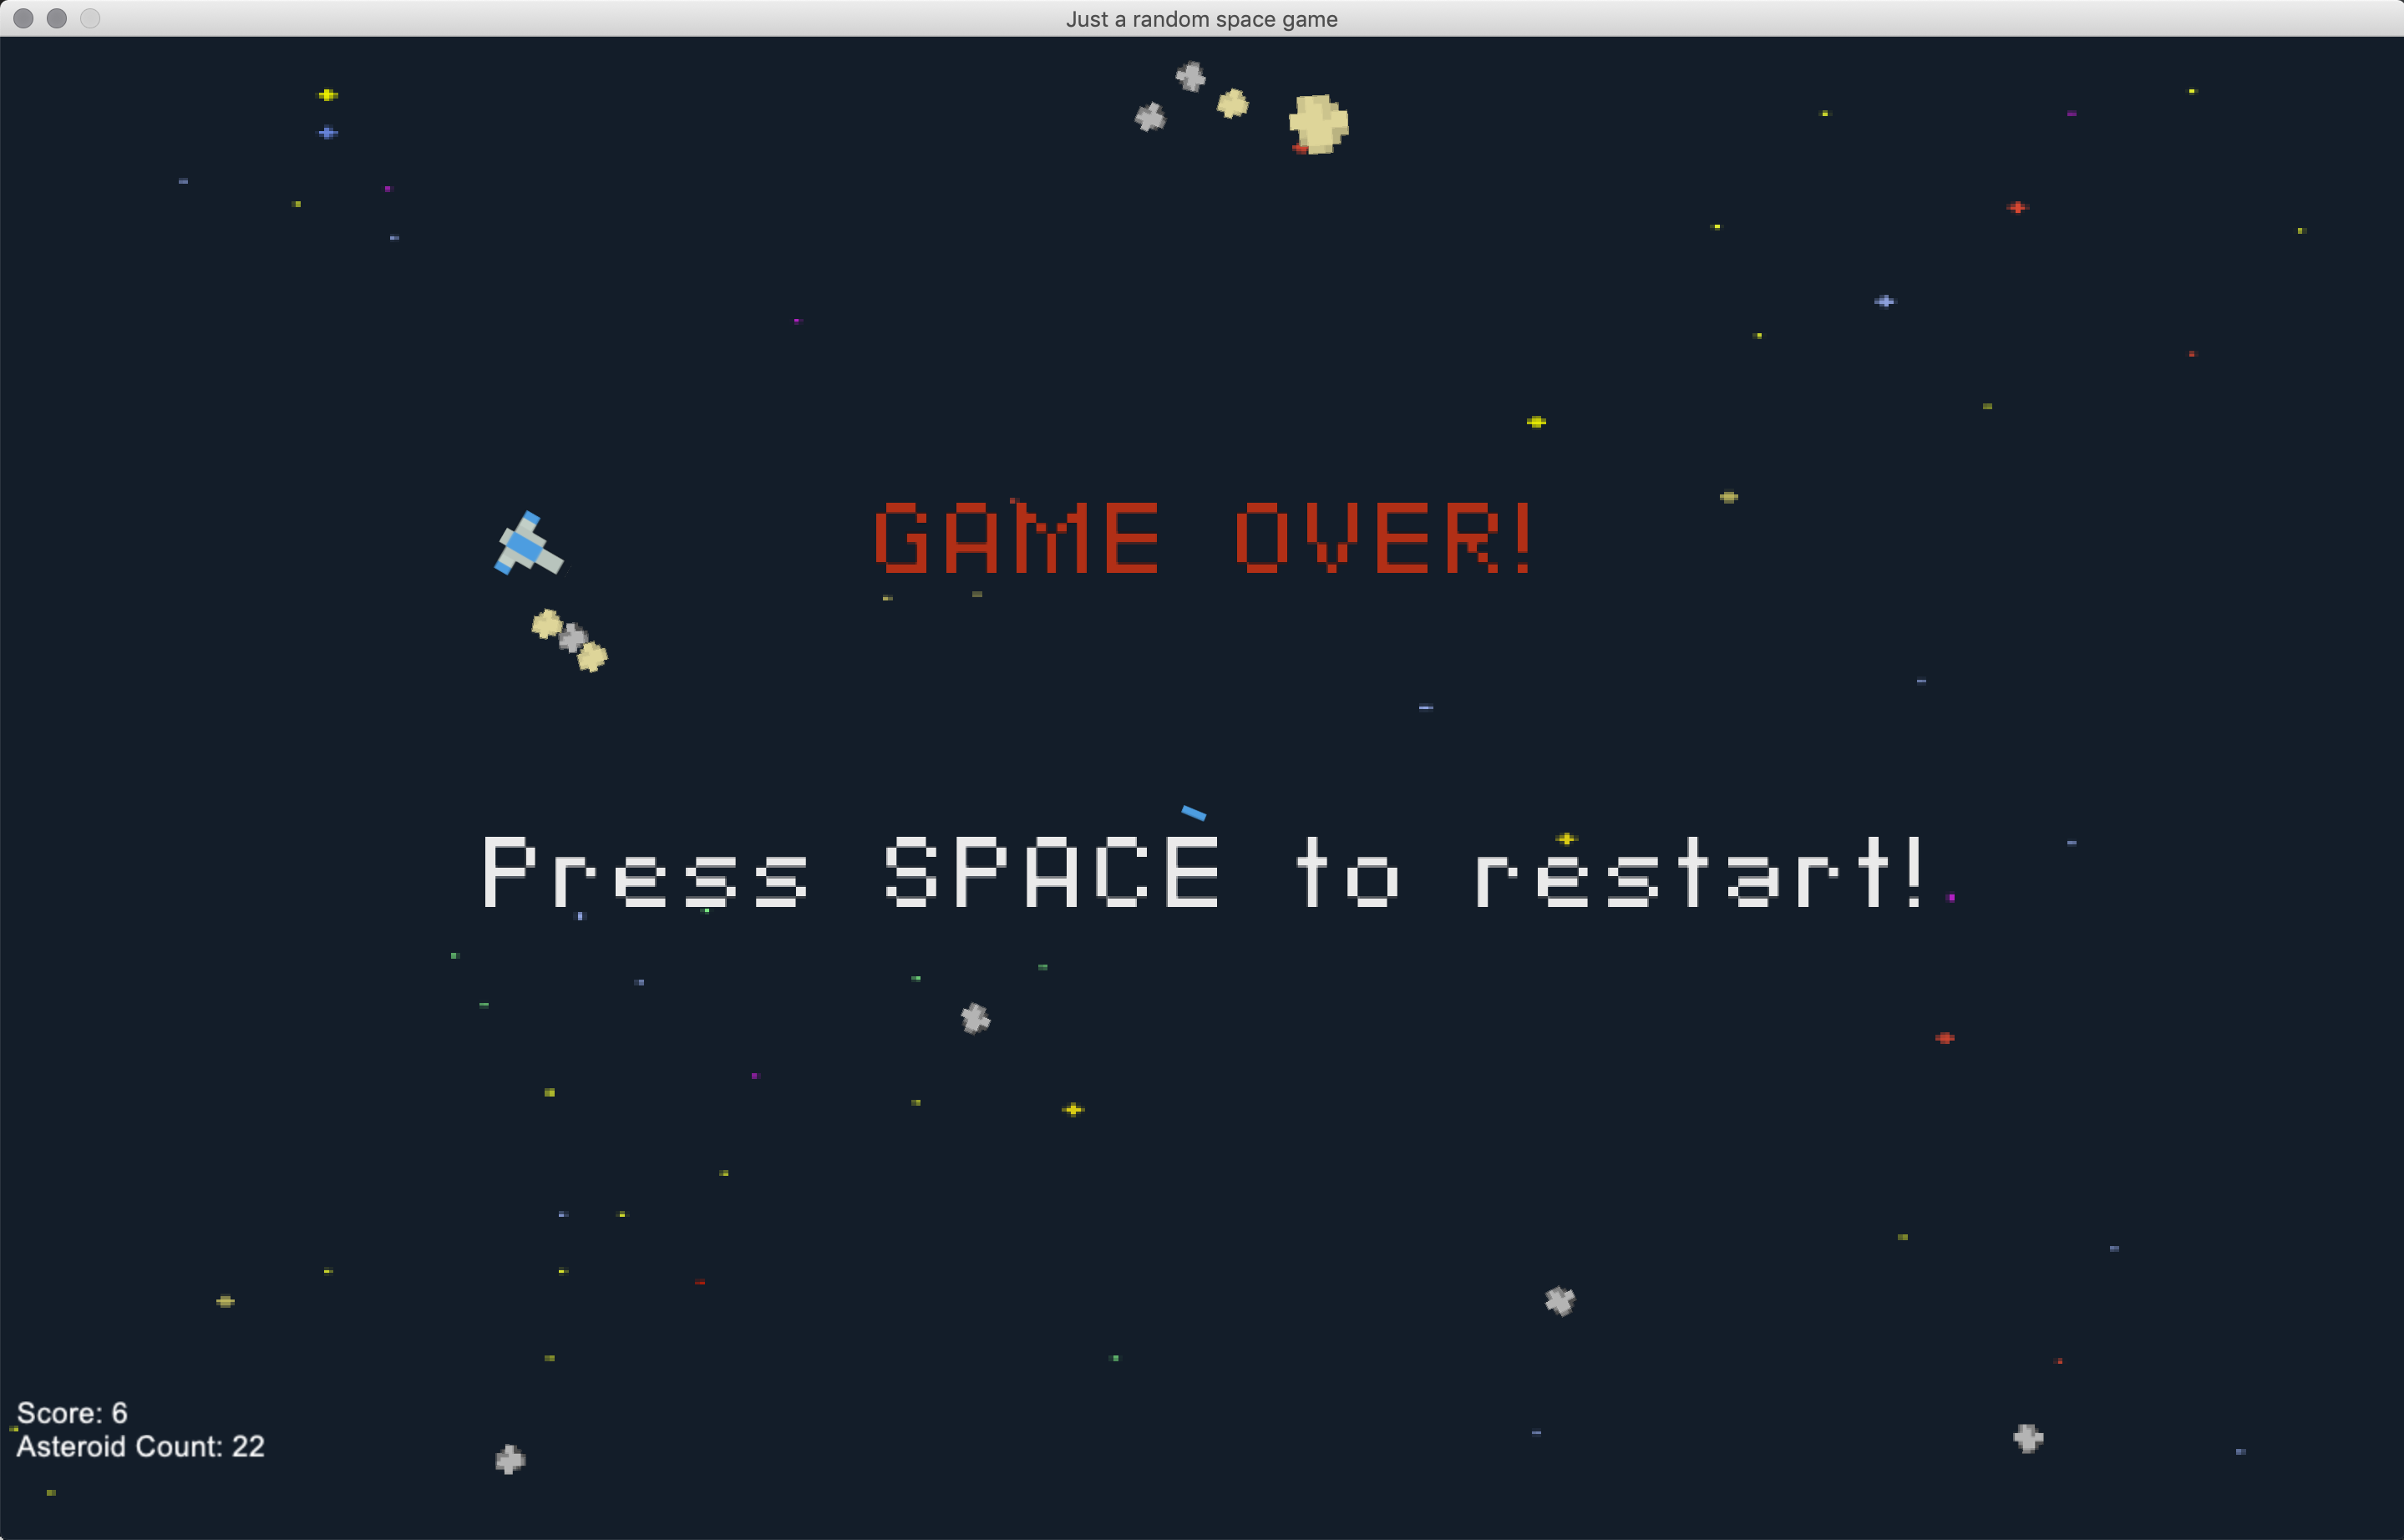 Just a random space game
GAME OVER!
Press SPACE to restart!
Score: 6
Asteroid Count: 22